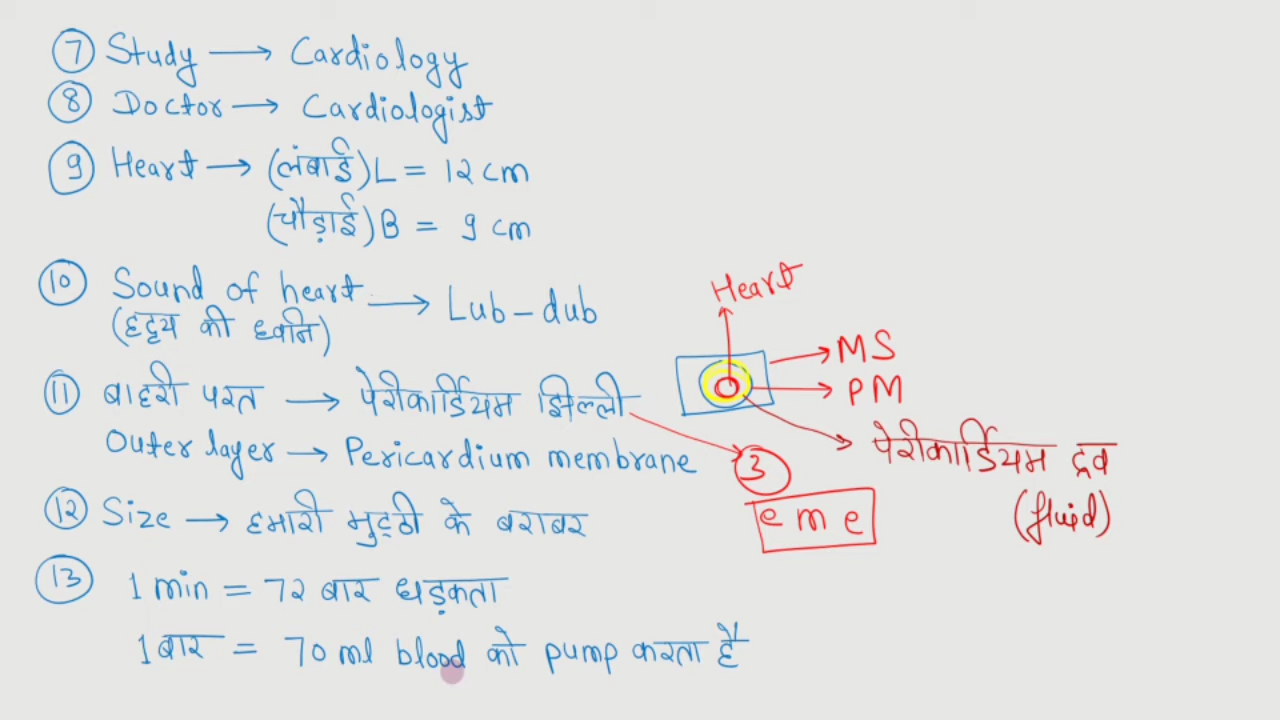 7 Study → Cardiology
8 Doctor → Cardiologist
9 Heart → (लंबाई) L = 12 cm
(चौड़ाई) B = 9 cm
10 Sound of heart → Lub-dub
(हृदय की ध्वनि)
11 बाहरी परत → पेरीकार्डियम झिल्ली
Outer layer → Pericardium membrane
12 Size → हमारी मुट्ठी के बराबर
13 1 min = 72 बार धड़कता
1 बार = 70 ml blood को pump करता है
Heart
MS
PM
पेरीकार्डियम द्रव
(fluid)
3
e m e